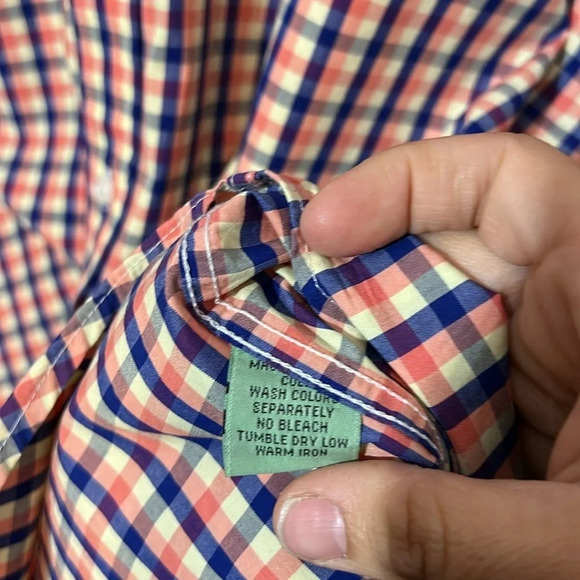 WASH COLORS
SEPARATELY
NO BLEACH
TUMBLE DRY LOW
WARM IRON